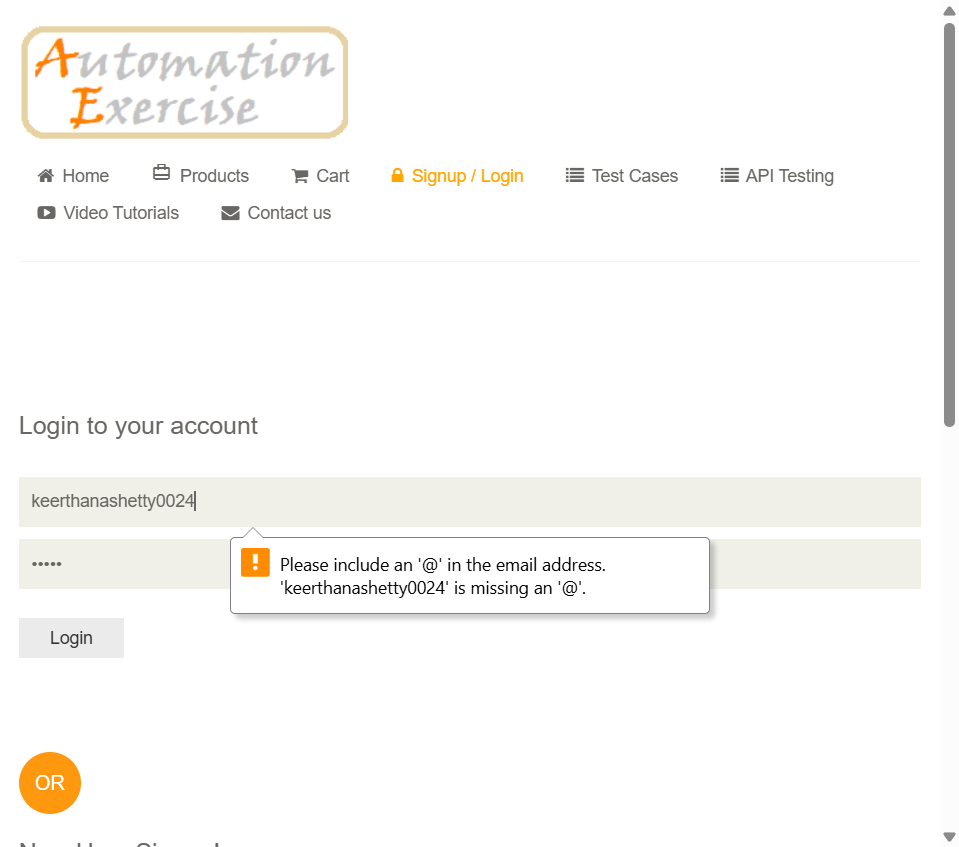 Automation
Exercise
Home Products Cart Signup / Login Test Cases API Testing
Video Tutorials Contact us
Login to your account
keerthanashetty0024
•••••
Please include an '@' in the email address.
'keerthanashetty0024' is missing an '@'.
Login
OR